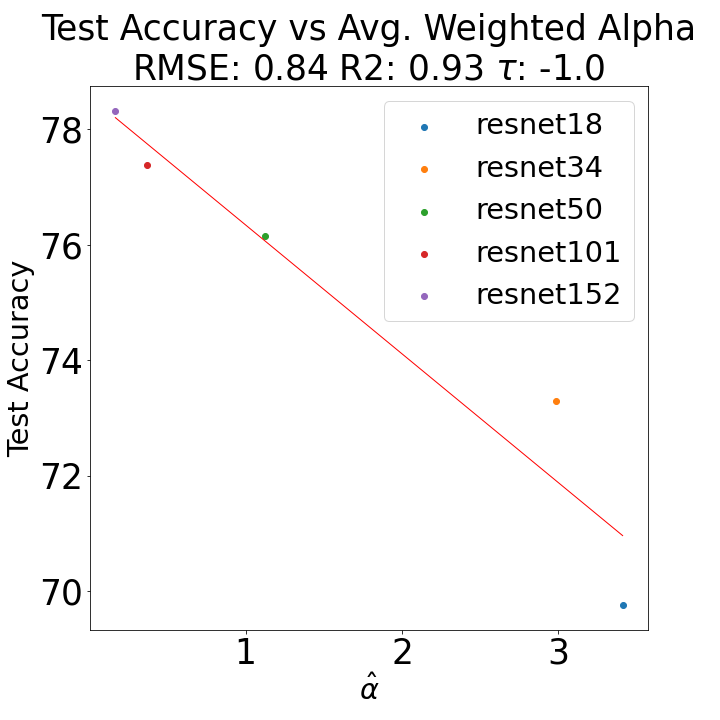 Test Accuracy vs Avg. Weighted Alpha
RMSE: 0.84 R2: 0.93 τ: -1.0
resnet18
resnet34
resnet50
resnet101
resnet152
Test Accuracy
78
76
74
72
70
1 2 3
α̂